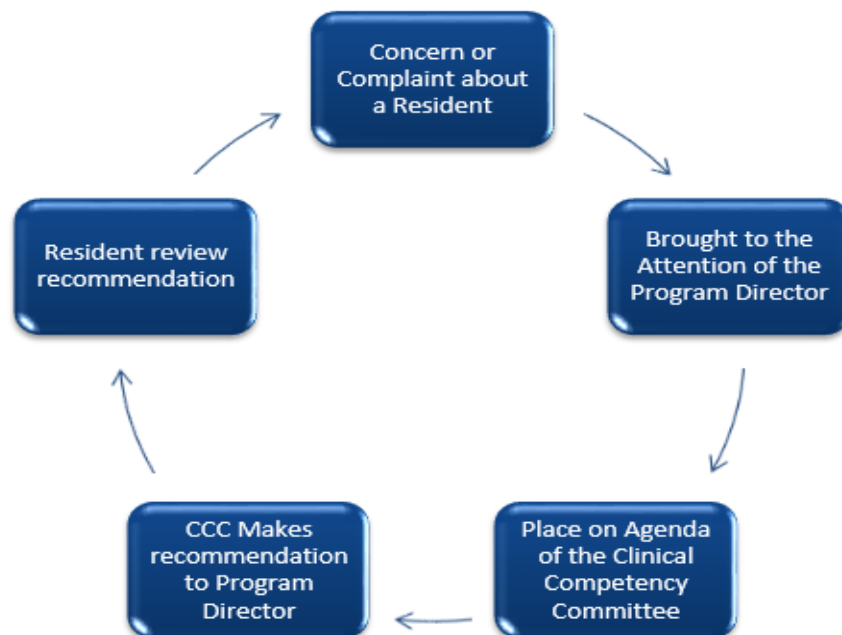 Concern or
Complaint about
a Resident
Brought to the
Attention of the
Program Director
Place on Agenda
of the Clinical
Competency
Committee
CCC Makes
recommendation
to Program
Director
Resident review
recommendation